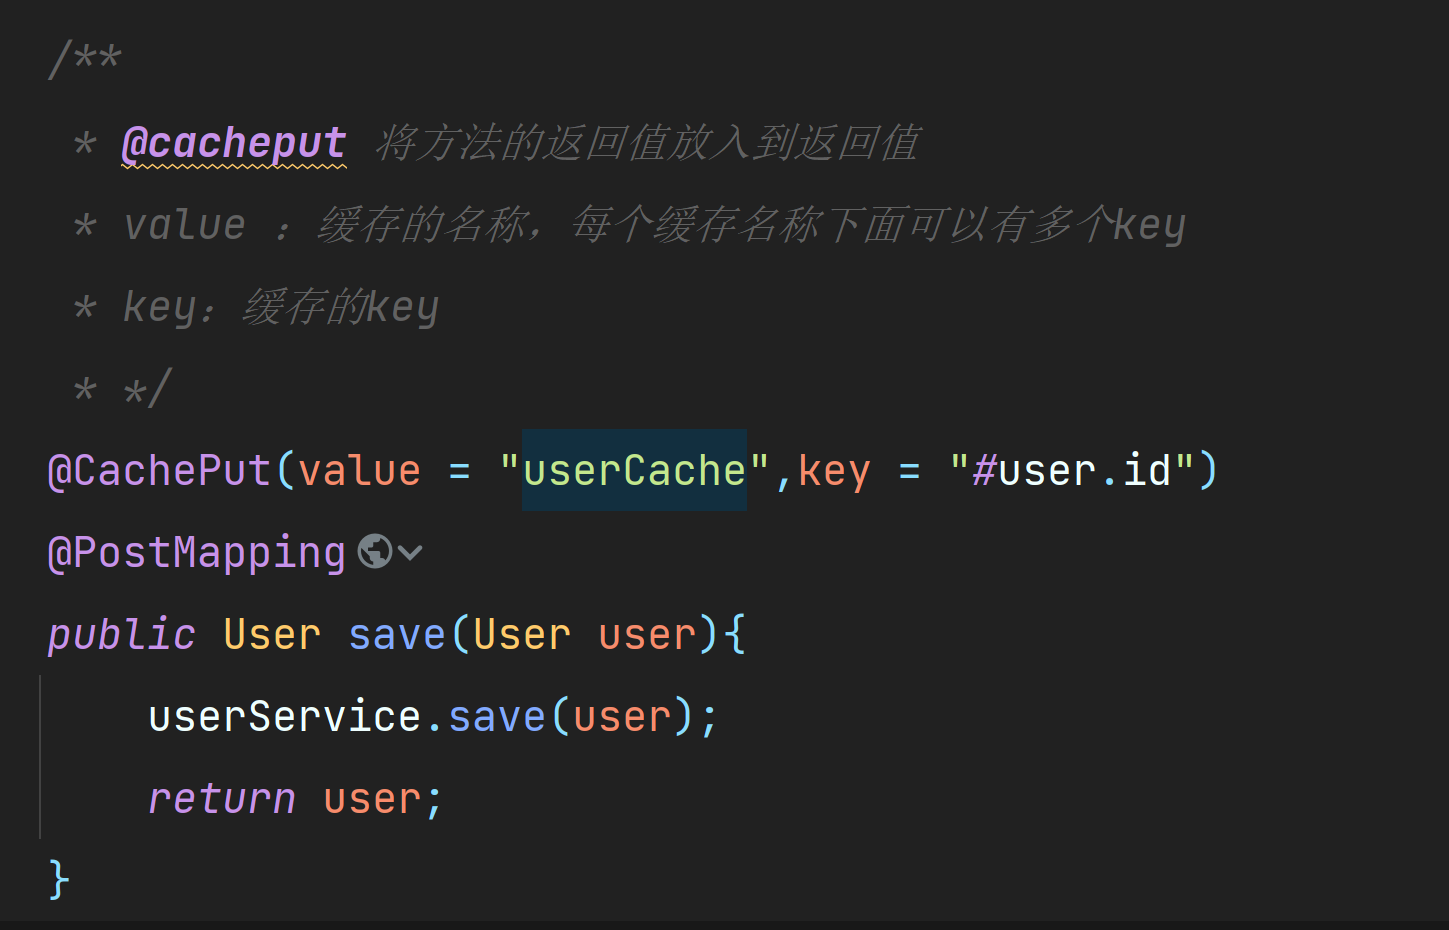 /**
 * @cacheput 将方法的返回值放入到返回值
 * value ：缓存的名称，每个缓存名称下面可以有多个key
 * key：缓存的key
 * */
@CachePut(value = "userCache",key = "#user.id")
@PostMapping
public User save(User user){
    userService.save(user);
    return user;
}